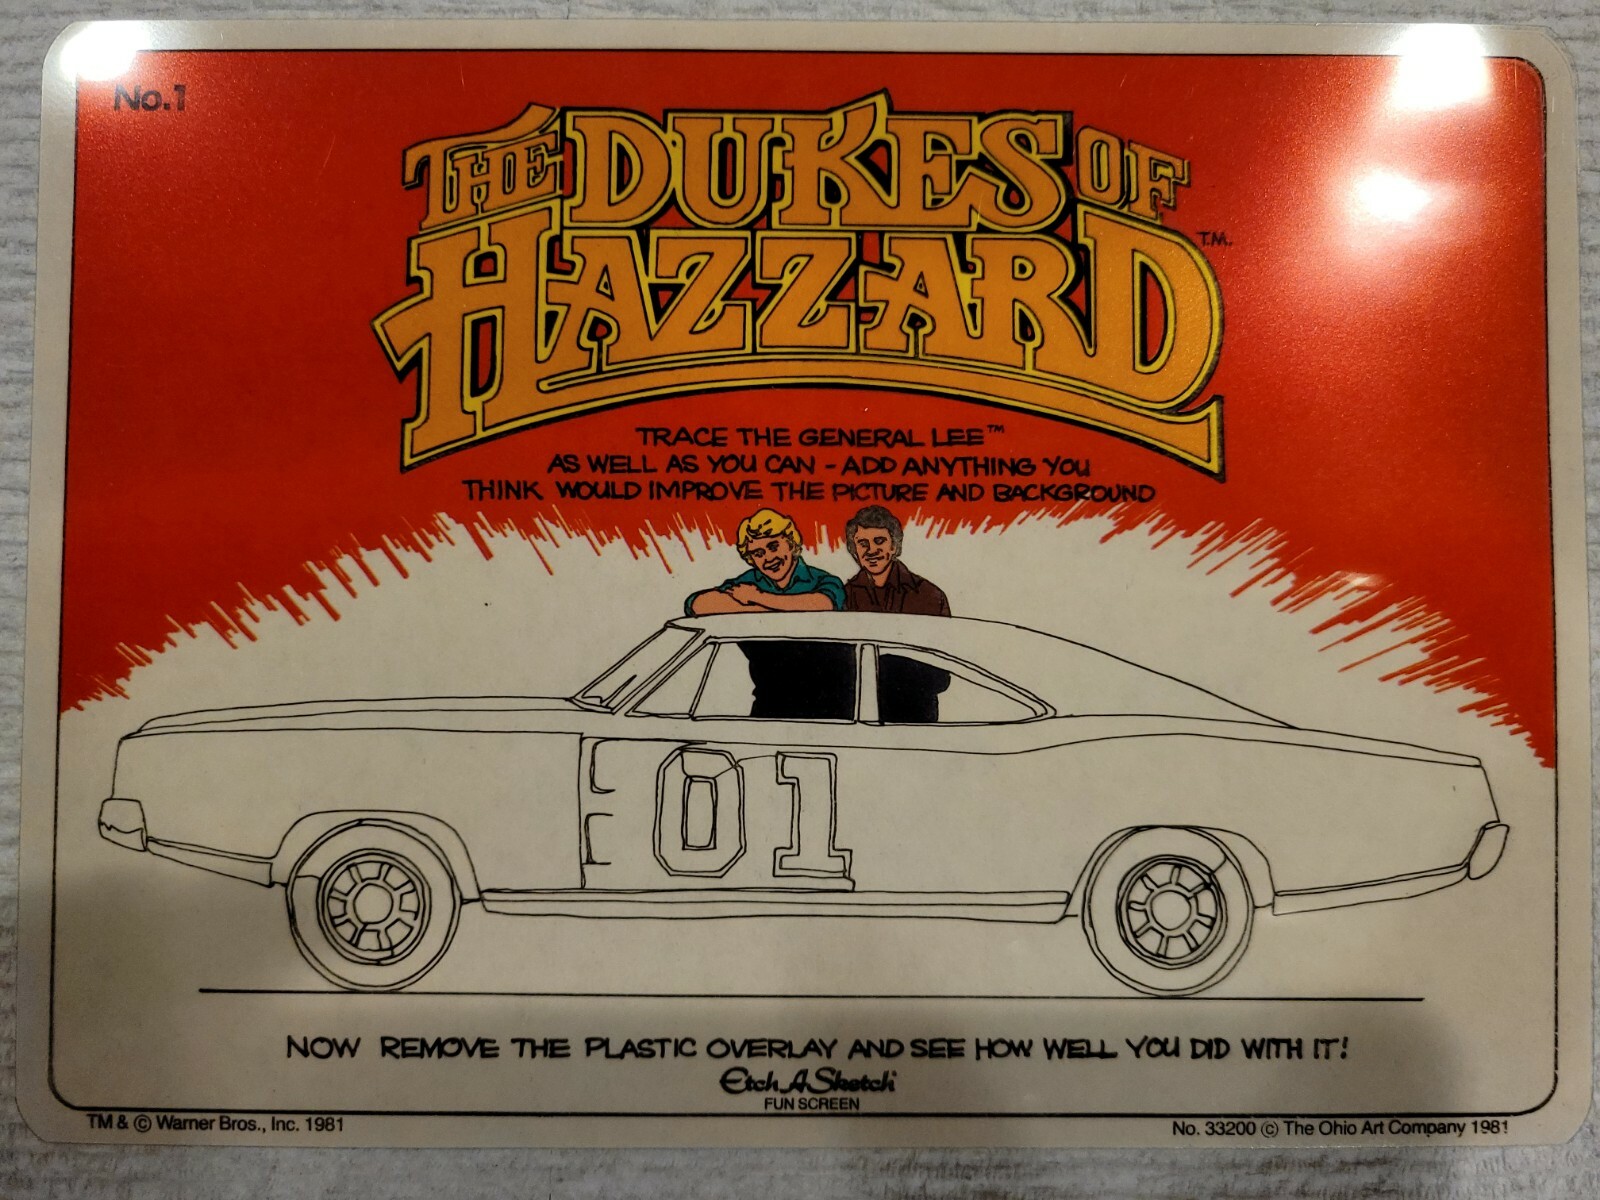 No.1
THE DUKES OF
HAZZARD T.M.
TRACE THE GENERAL LEE™
AS WELL AS YOU CAN - ADD ANYTHING YOU
THINK WOULD IMPROVE THE PICTURE AND BACKGROUND
01
NOW REMOVE THE PLASTIC OVERLAY AND SEE HOW WELL YOU DID WITH IT!
Etch A Sketch
FUN SCREEN
TM & © Warner Bros., Inc. 1981
No. 33200 © The Ohio Art Company 1981